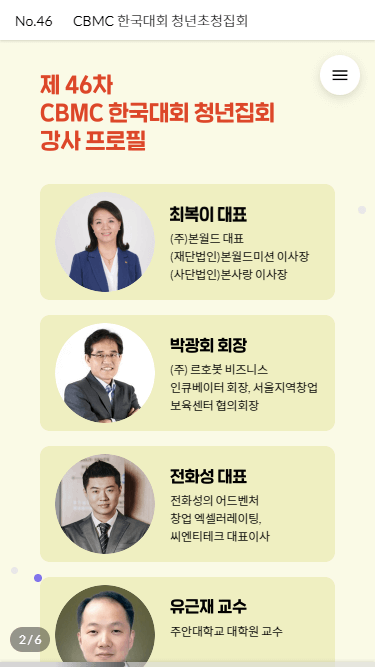 No.46 CBMC 한국대회 청년초청집회
제 46차
CBMC 한국대회 청년집회
강사 프로필
최복이 대표
(주)본월드 대표
(재단법인)본월드미션 이사장
(사단법인)본사랑 이사장
박광회 회장
(주) 르호봇 비즈니스
인큐베이터 회장, 서울지역창업
보육센터 협의회장
전화성 대표
전화성의 어드벤처
창업 엑셀러레이팅,
씨엔티테크 대표이사
유근재 교수
주안대학교 대학원 교수
2/6